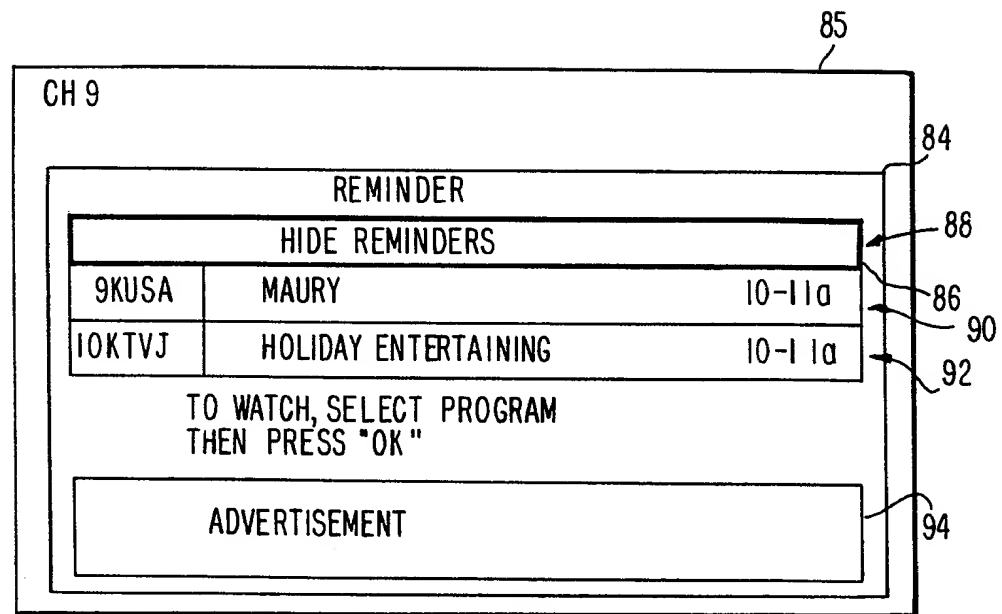 85
CH 9
84
REMINDER
HIDE REMINDERS
88
86
9KUSA MAURY 10-11a
90
10KTVJ HOLIDAY ENTERTAINING 10-11a
92
TO WATCH, SELECT PROGRAM
THEN PRESS "OK"
ADVERTISEMENT
94